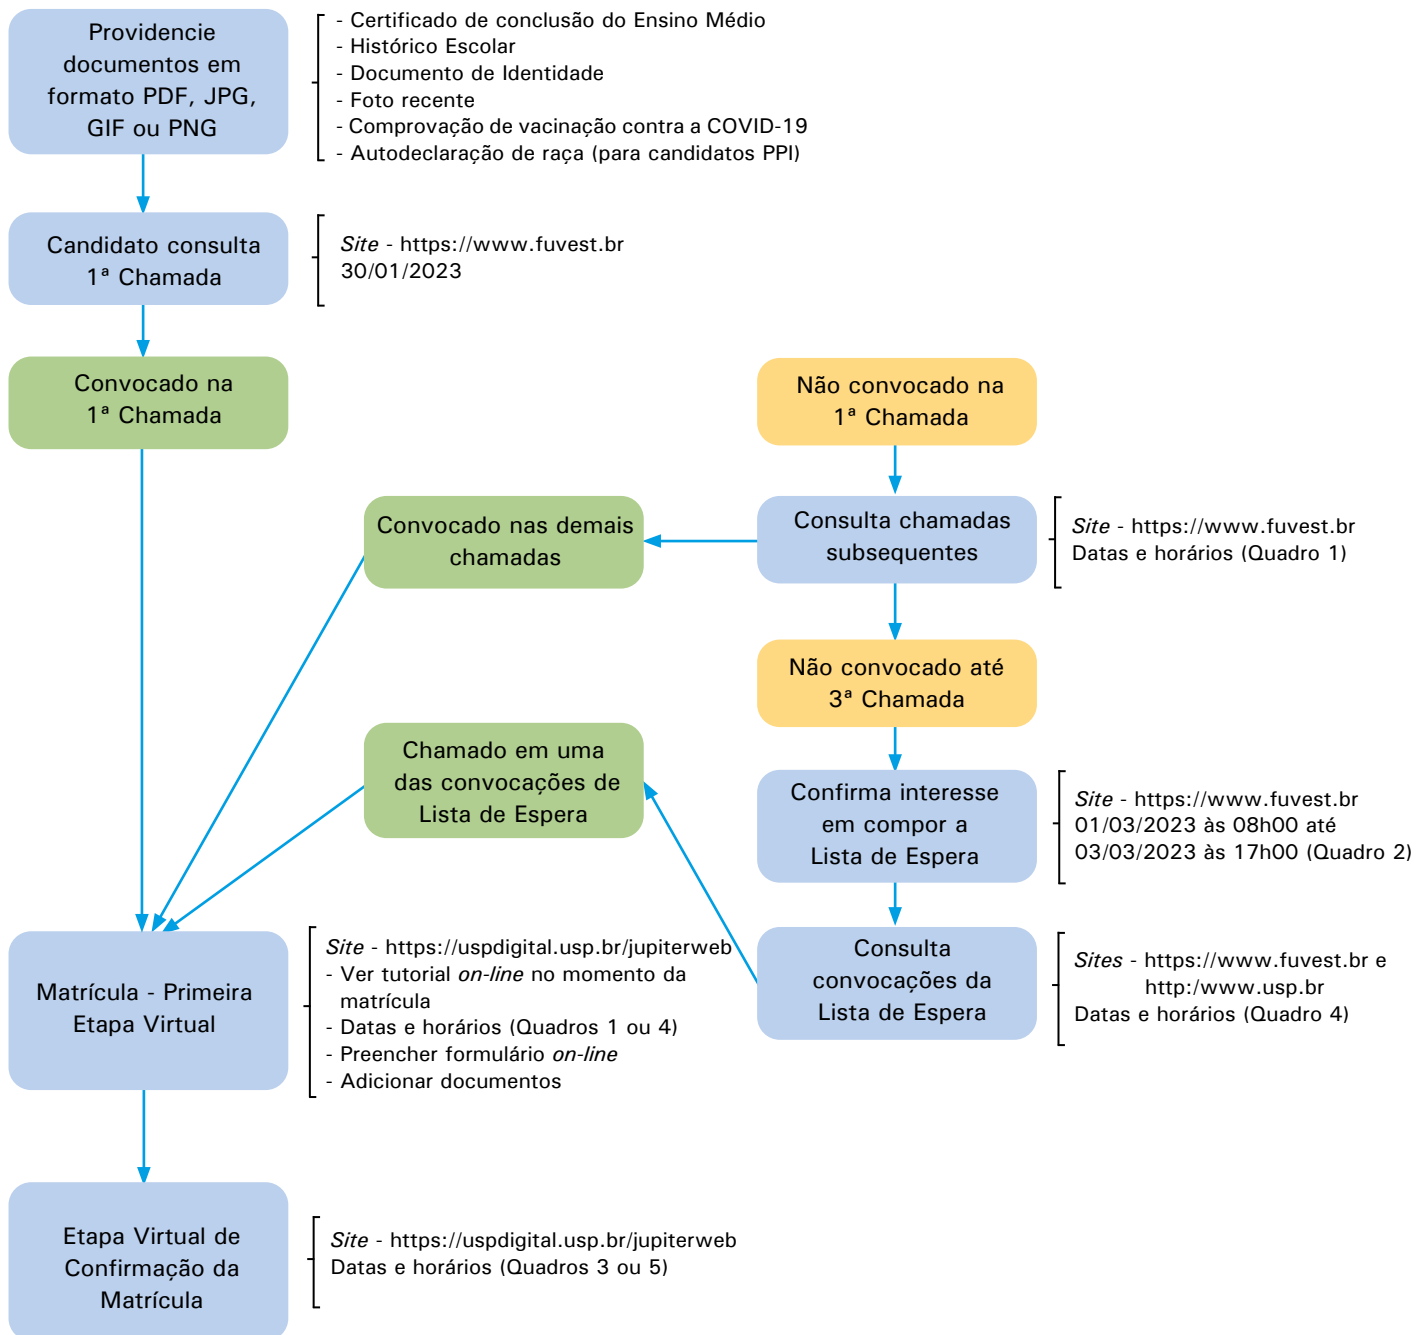 Providencie
documentos em
formato PDF, JPG,
GIF ou PNG
- Certificado de conclusão do Ensino Médio
- Histórico Escolar
- Documento de Identidade
- Foto recente
- Comprovação de vacinação contra a COVID-19
- Autodeclaração de raça (para candidatos PPI)
Candidato consulta
1ª Chamada
Site - https://www.fuvest.br
30/01/2023
Convocado na
1ª Chamada
Não convocado na
1ª Chamada
Convocado nas demais
chamadas
Consulta chamadas
subsequentes
Site - https://www.fuvest.br
Datas e horários (Quadro 1)
Não convocado até
3ª Chamada
Chamado em uma
das convocações de
Lista de Espera
Confirma interesse
em compor a
Lista de Espera
Site - https://www.fuvest.br
01/03/2023 às 08h00 até
03/03/2023 às 17h00 (Quadro 2)
Matrícula - Primeira
Etapa Virtual
Site - https://uspdigital.usp.br/jupiterweb
- Ver tutorial on-line no momento da
matrícula
- Datas e horários (Quadros 1 ou 4)
- Preencher formulário on-line
- Adicionar documentos
Consulta
convocações da
Lista de Espera
Sites - https://www.fuvest.br e
http:/www.usp.br
Datas e horários (Quadro 4)
Etapa Virtual de
Confirmação da
Matrícula
Site - https://uspdigital.usp.br/jupiterweb
Datas e horários (Quadros 3 ou 5)